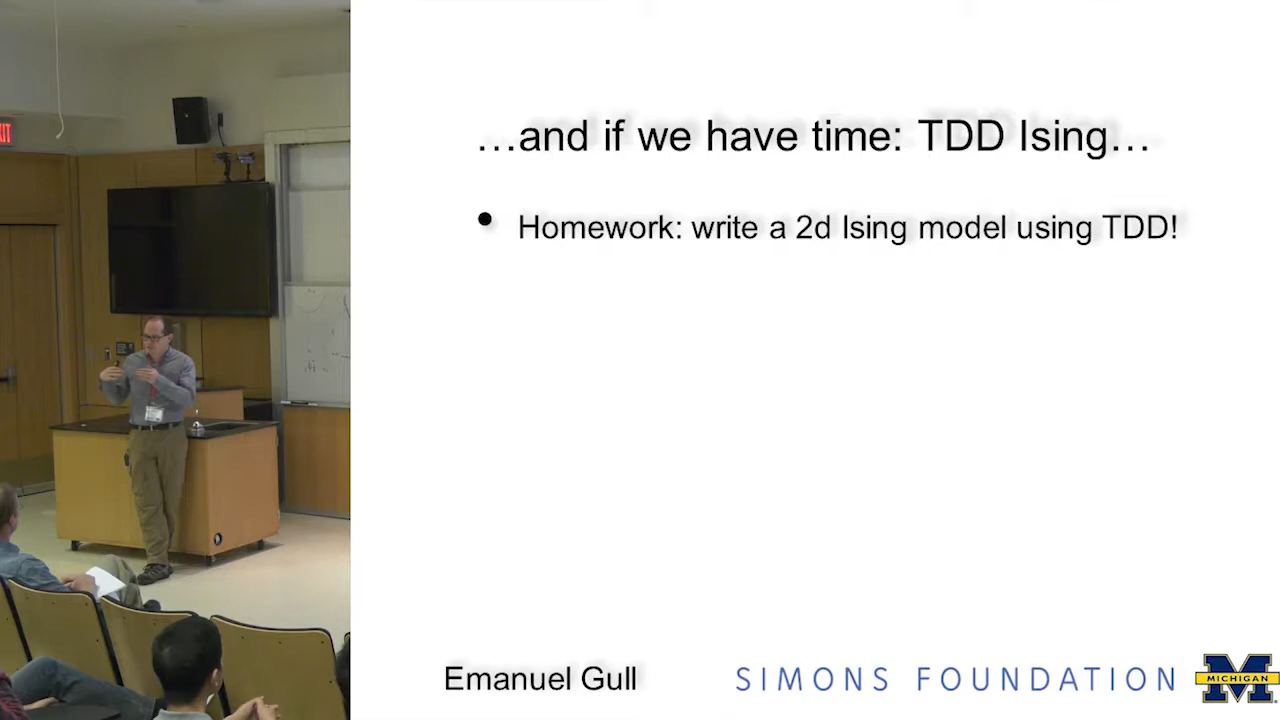 XIT
…and if we have time: TDD Ising…
• Homework: write a 2d Ising model using TDD!
Emanuel Gull
SIMONS FOUNDATION
MICHIGAN